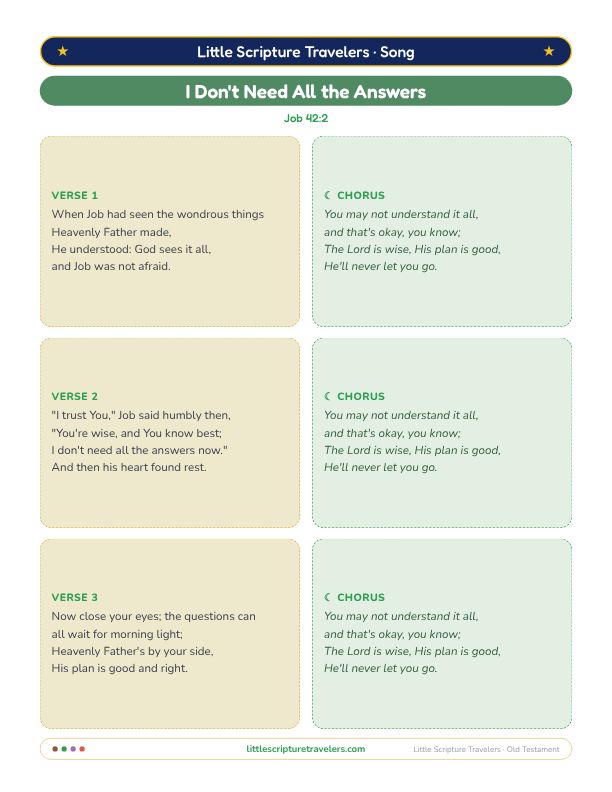 Little Scripture Travelers · Song
I Don't Need All the Answers
Job 42:2
VERSE 1
When Job had seen the wondrous things
Heavenly Father made,
He understood: God sees it all,
and Job was not afraid.
CHORUS
You may not understand it all,
and that's okay, you know;
The Lord is wise, His plan is good,
He'll never let you go.
VERSE 2
"I trust You," Job said humbly then,
"You're wise, and You know best;
I don't need all the answers now."
And then his heart found rest.
CHORUS
You may not understand it all,
and that's okay, you know;
The Lord is wise, His plan is good,
He'll never let you go.
VERSE 3
Now close your eyes; the questions can
all wait for morning light;
Heavenly Father's by your side,
His plan is good and right.
CHORUS
You may not understand it all,
and that's okay, you know;
The Lord is wise, His plan is good,
He'll never let you go.
littlescripturetravelers.com
Little Scripture Travelers · Old Testament